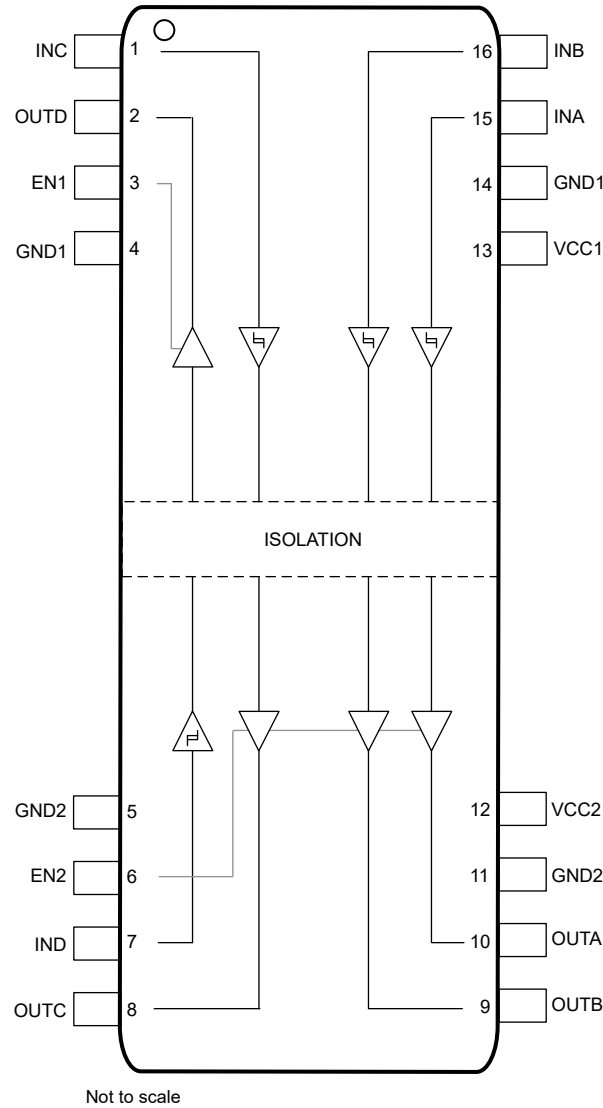 INC 1 16 INB
OUTD 2 15 INA
EN1 3 14 GND1
GND1 4 13 VCC1
ISOLATION
GND2 5 12 VCC2
EN2 6 11 GND2
IND 7 10 OUTA
OUTC 8 9 OUTB
Not to scale